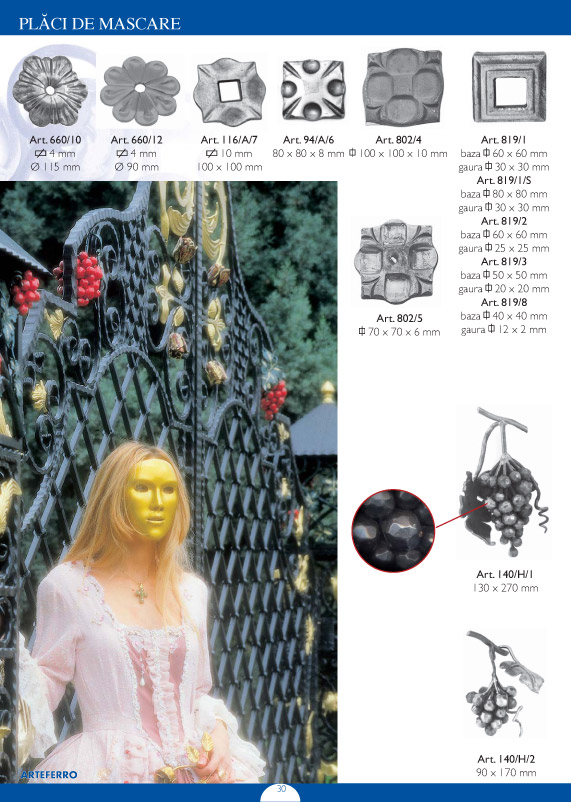 PLĂCI DE MASCARE
Art. 660/10
⌀ 4 mm
Ø 115 mm
Art. 660/12
4 mm
Ø 90 mm
Art. 116/A/7
10 mm
100 x 100 mm
Art. 94/A/6
80 x 80 x 8 mm
Art. 802/4
100 x 100 x 10 mm
Art. 819/1
baza 60 x 60 mm
gaura 30 x 30 mm
Art. 819/1/S
baza 80 x 80 mm
gaura 30 x 30 mm
Art. 819/2
baza 60 x 60 mm
gaura 25 x 25 mm
Art. 819/3
baza 50 x 50 mm
gaura 20 x 20 mm
Art. 819/8
baza 40 x 40 mm
gaura 12 x 2 mm
Art. 802/5
70 x 70 x 6 mm
Art. 140/H/1
130 x 270 mm
Art. 140/H/2
90 x 170 mm
ARTEFERRO
30